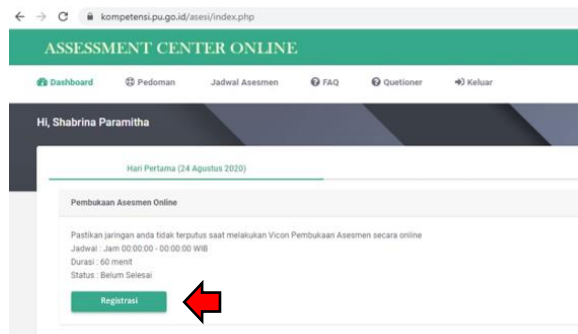 kompetensi.pu.go.id/asesi/index.php
ASSESSMENT CENTER ONLINE
Dashboard Pedoman Jadwal Asesmen FAQ Quetioner Keluar
Hi, Shabrina Paramitha
Hari Pertama (24 Agustus 2020)
Pembukaan Asesmen Online
Pastikan jaringan anda tidak terputus saat melakukan Vicon Pembukaan Asesmen secara online
Jadwal : Jam 00:00:00 - 00:00:00 WIB
Durasi : 60 menit
Status : Belum Selesai
Registrasi